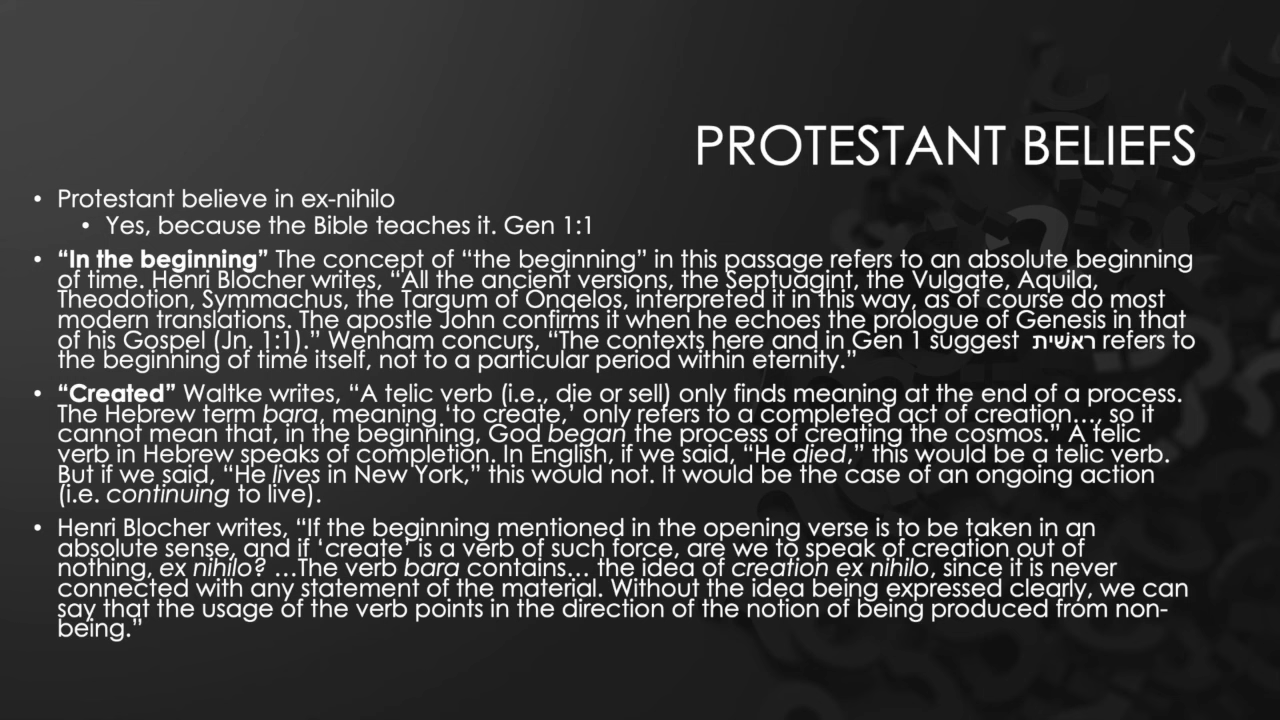 PROTESTANT BELIEFS
• Protestant believe in ex-nihilo
• Yes, because the Bible teaches it. Gen 1:1
• “In the beginning” The concept of “the beginning” in this passage refers to an absolute beginning
of time. Henri Blocher writes, “All the ancient versions, the Septuagint, the Vulgate, Aquila,
Theodotion, Symmachus, the Targum of Onqelos, interpreted it in this way, as of course do most
modern translations. The apostle John confirms it when he echoes the prologue of Genesis in that
of his Gospel (Jn. 1:1).” Wenham concurs, “The contexts here and in Gen 1 suggest ראשׁית refers to
the beginning of time itself, not to a particular period within eternity.”
• “Created” Waltke writes, “A telic verb (i.e., die or sell) only finds meaning at the end of a process.
The Hebrew term bara, meaning ‘to create,’ only refers to a completed act of creation…, so it
cannot mean that, in the beginning, God began the process of creating the cosmos.” A telic
verb in Hebrew speaks of completion. In English, if we said, “He died,” this would be a telic verb.
But if we said, “He lives in New York,” this would not. It would be the case of an ongoing action
(i.e. continuing to live).
• Henri Blocher writes, “If the beginning mentioned in the opening verse is to be taken in an
absolute sense, and if ‘create’ is a verb of such force, are we to speak of creation out of
nothing, ex nihilo? …The verb bara contains… the idea of creation ex nihilo, since it is never
connected with any statement of the material. Without the idea being expressed clearly, we can
say that the usage of the verb points in the direction of the notion of being produced from non-
being.”